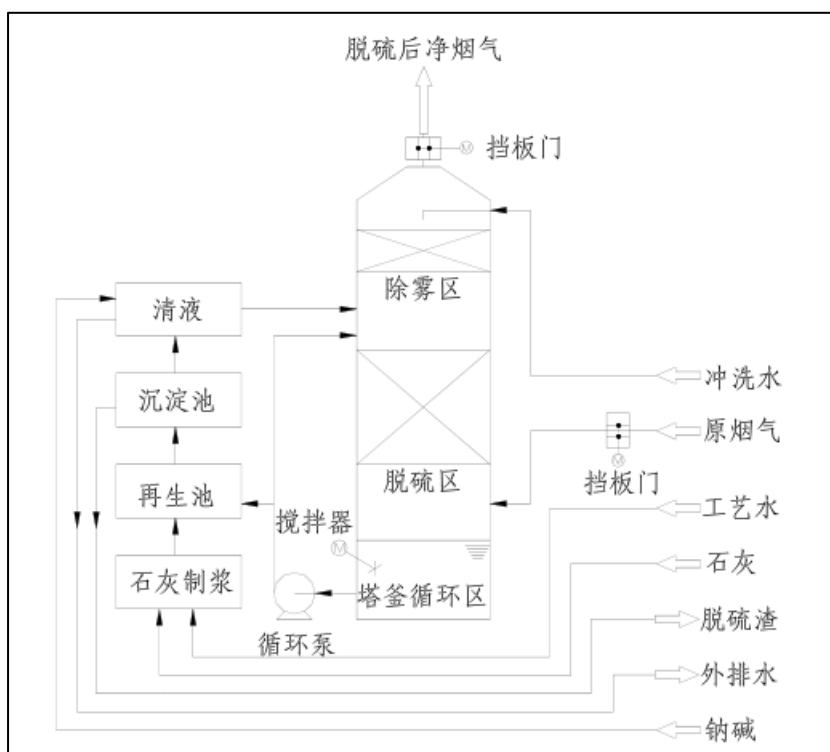 脱硫后净烟气
M
挡板门
除雾区
清液
冲洗水
沉淀池
原烟气
脱硫区
M
挡板门
再生池
搅拌器
M
工艺水
石灰制浆
塔釜循环区
石灰
循环泵
脱硫渣
外排水
钠碱